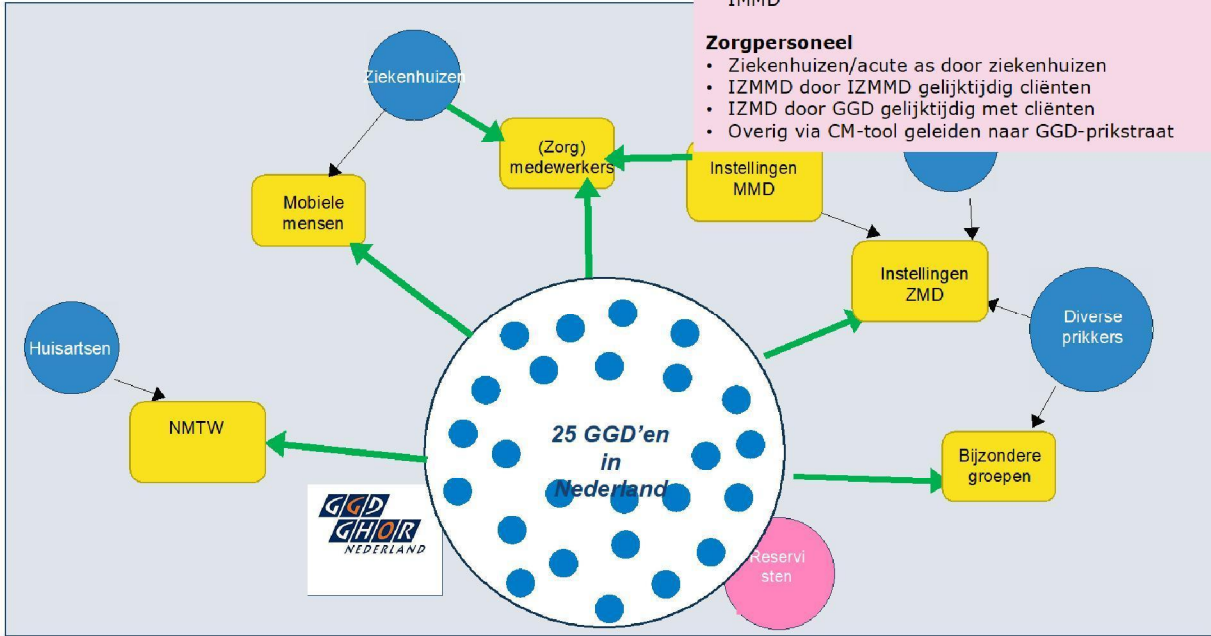 IMMD
Zorgpersoneel
• Ziekenhuizen/acute as door ziekenhuizen
• IZMMD door IZMMD gelijktijdig cliënten
• IZMD door GGD gelijktijdig met cliënten
• Overig via CM-tool geleiden naar GGD-prikstraat
Ziekenhuizen
(Zorg)
medewerkers
Instellingen
MMD
Mobiele
mensen
Instellingen
ZMD
Diverse
prikkers
Huisartsen
NMTW
25 GGD'en
in
Nederland
Bijzondere
groepen
GGD
GHOR
NEDERLAND
Reservi
sten